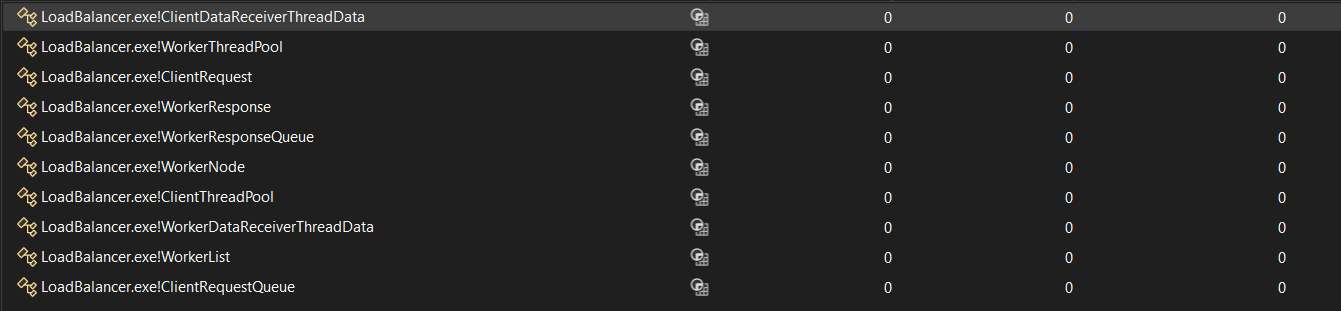 LoadBalancer.exe!ClientDataReceiverThreadData 0 0 0
LoadBalancer.exe!WorkerThreadPool 0 0 0
LoadBalancer.exe!ClientRequest 0 0 0
LoadBalancer.exe!WorkerResponse 0 0 0
LoadBalancer.exe!WorkerResponseQueue 0 0 0
LoadBalancer.exe!WorkerNode 0 0 0
LoadBalancer.exe!ClientThreadPool 0 0 0
LoadBalancer.exe!WorkerDataReceiverThreadData 0 0 0
LoadBalancer.exe!WorkerList 0 0 0
LoadBalancer.exe!ClientRequestQueue 0 0 0